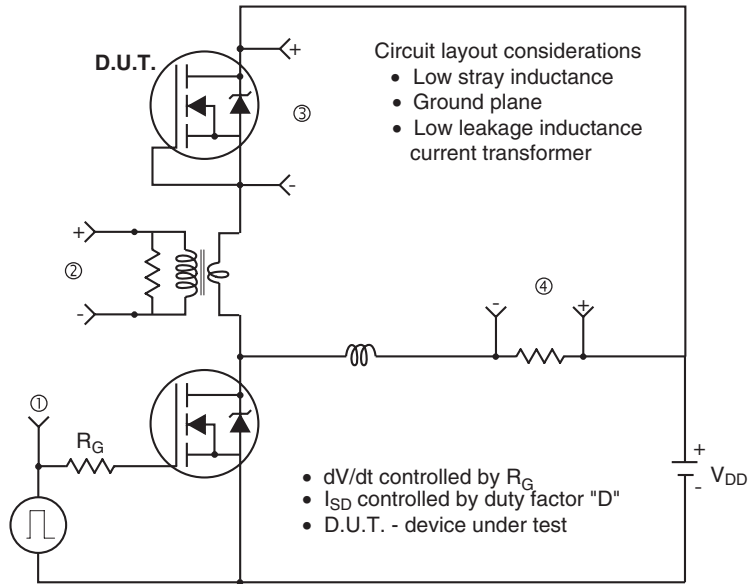 D.U.T.
+
③
-
Circuit layout considerations
• Low stray inductance
• Ground plane
• Low leakage inductance
current transformer
+
②
-
④
-
+
①
RG
+
VDD
-
• dV/dt controlled by RG
• ISD controlled by duty factor "D"
• D.U.T. - device under test